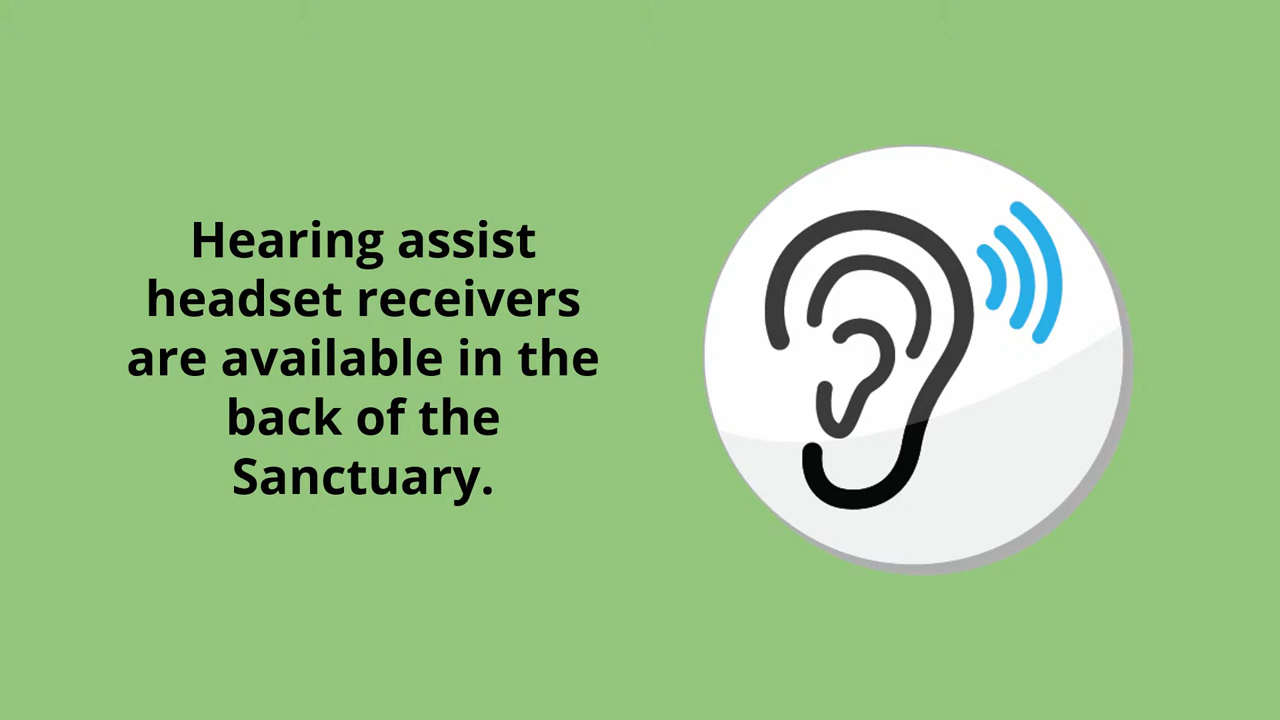 Hearing assist
headset receivers
are available in the
back of the
Sanctuary.